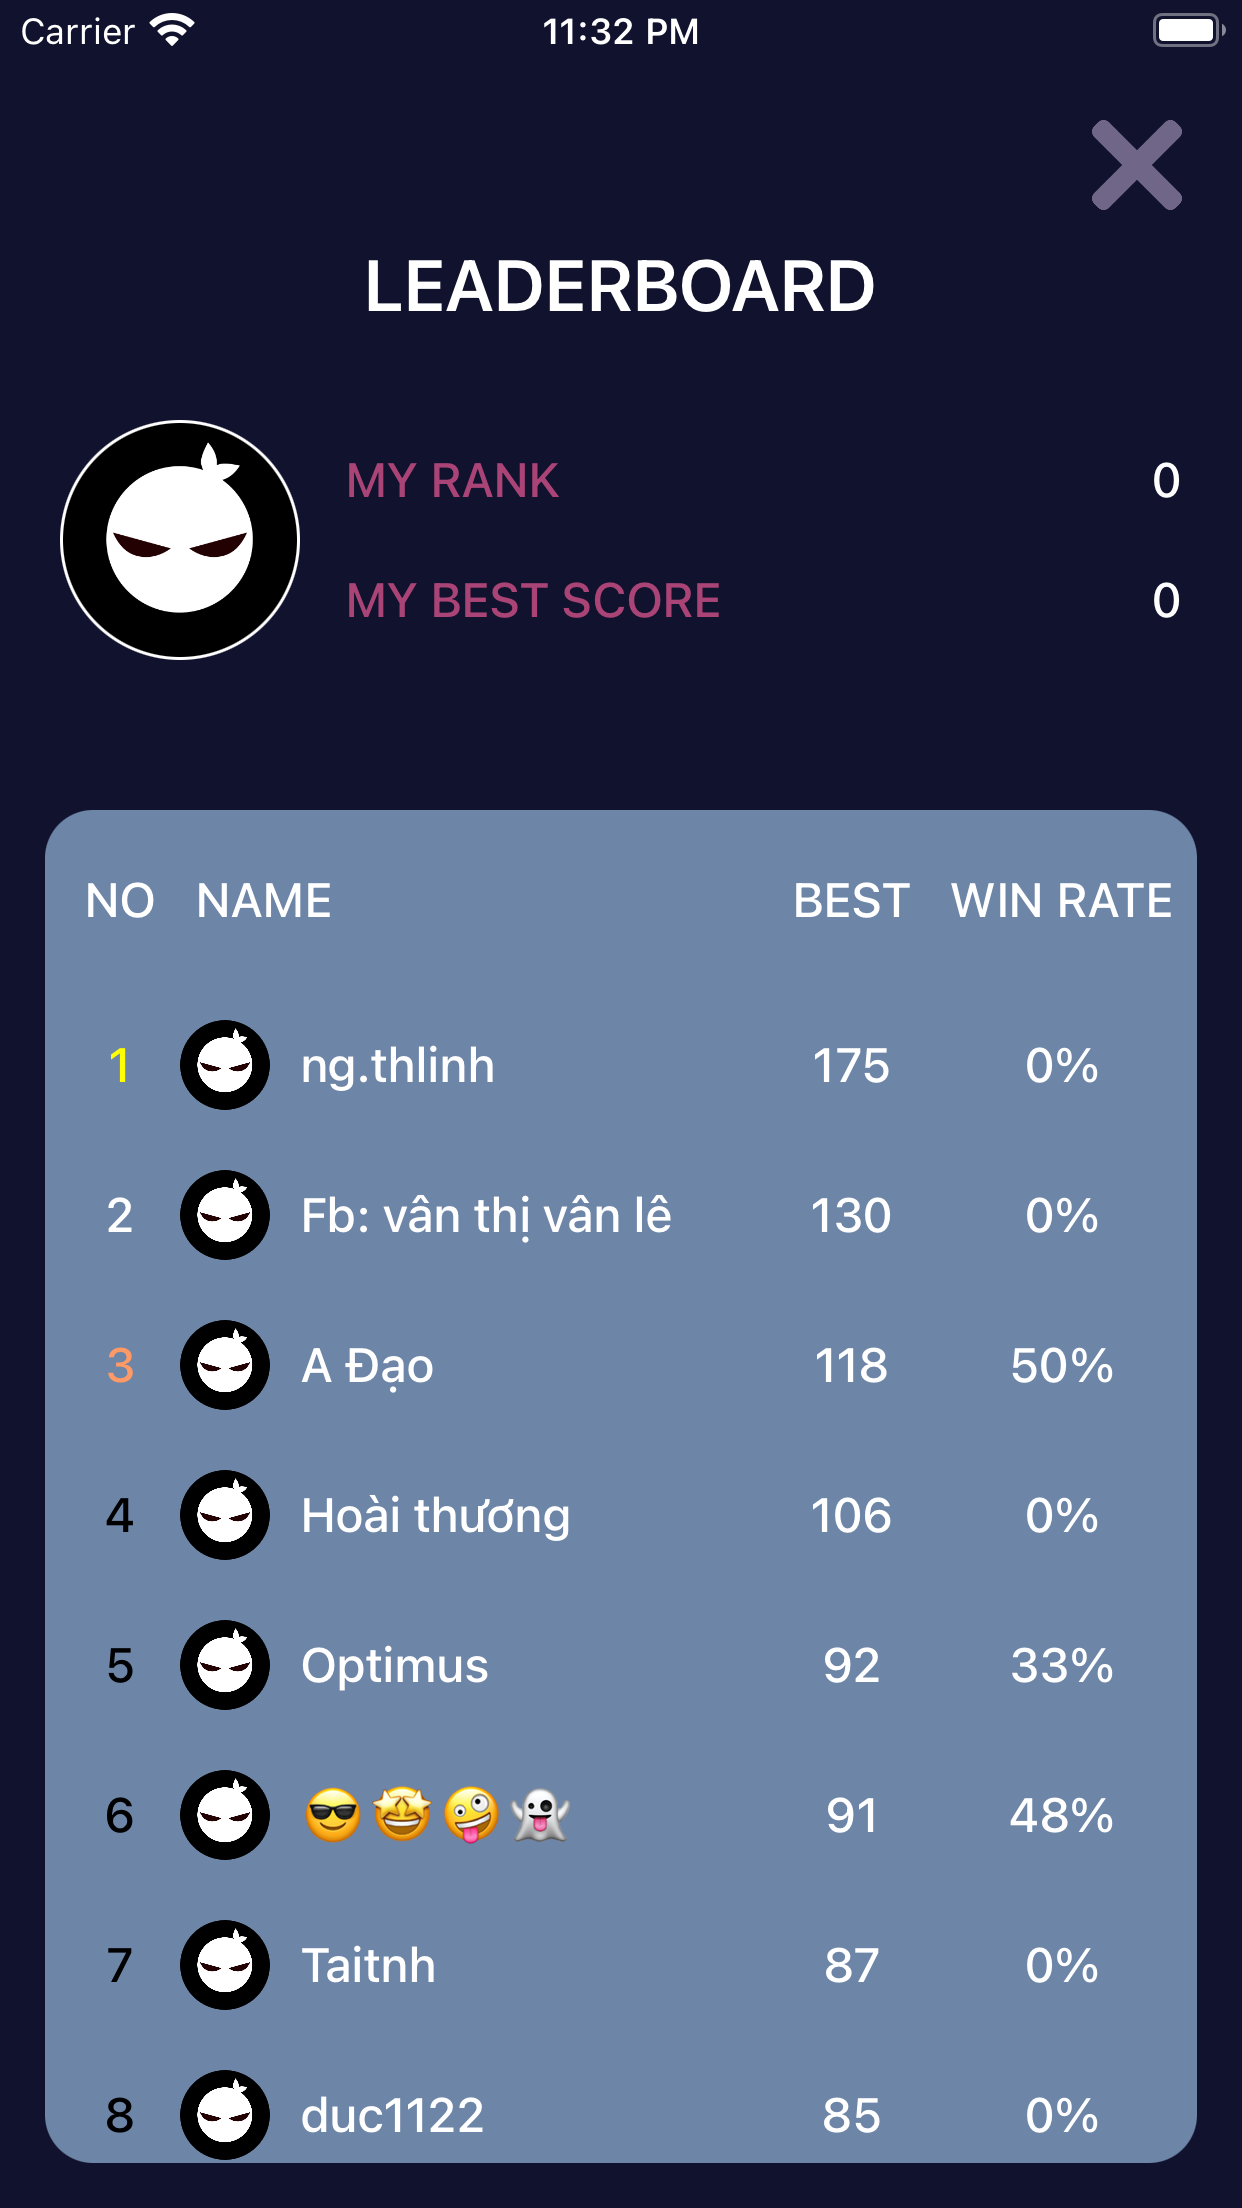 Carrier 11:32 PM
LEADERBOARD
MY RANK 0
MY BEST SCORE 0
NO NAME BEST WIN RATE
1 ng.thlinh 175 0%
2 Fb: vân thị vân lê 130 0%
3 A Đạo 118 50%
4 Hoài thương 106 0%
5 Optimus 92 33%
6 😎🤩🤪👻 91 48%
7 Taitnh 87 0%
8 duc1122 85 0%